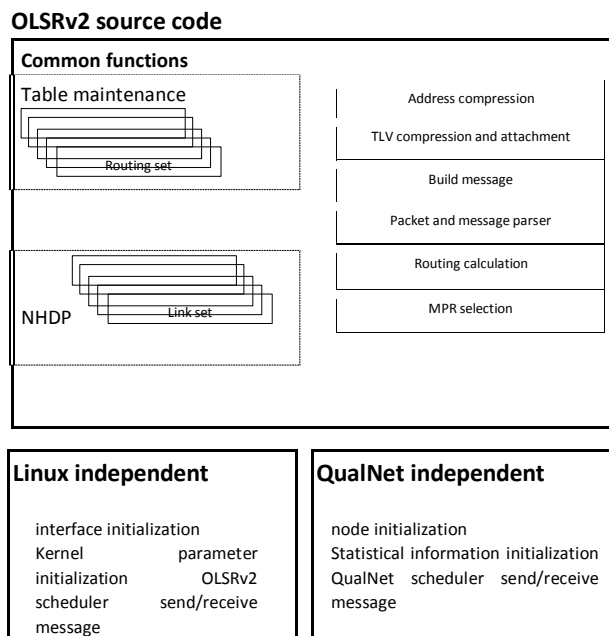 OLSRv2 source code
Common functions
Table maintenance
Routing set
NHDP
Link set
Address compression
TLV compression and attachment
Build message
Packet and message parser
Routing calculation
MPR selection
Linux independent
interface initialization
Kernel parameter
initialization OLSRv2
scheduler send/receive
message
QualNet independent
node initialization
Statistical information initialization
QualNet scheduler send/receive
message